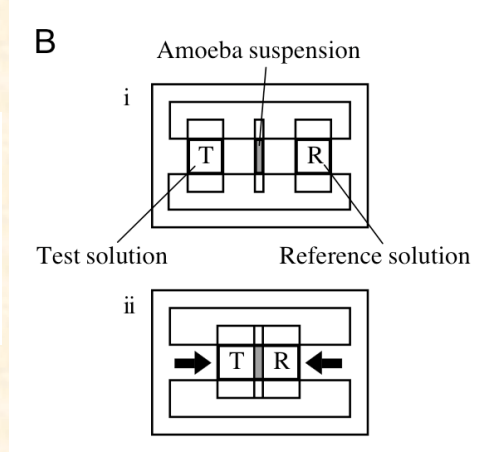 B
Amoeba suspension
i
T R
Test solution Reference solution
ii
T R